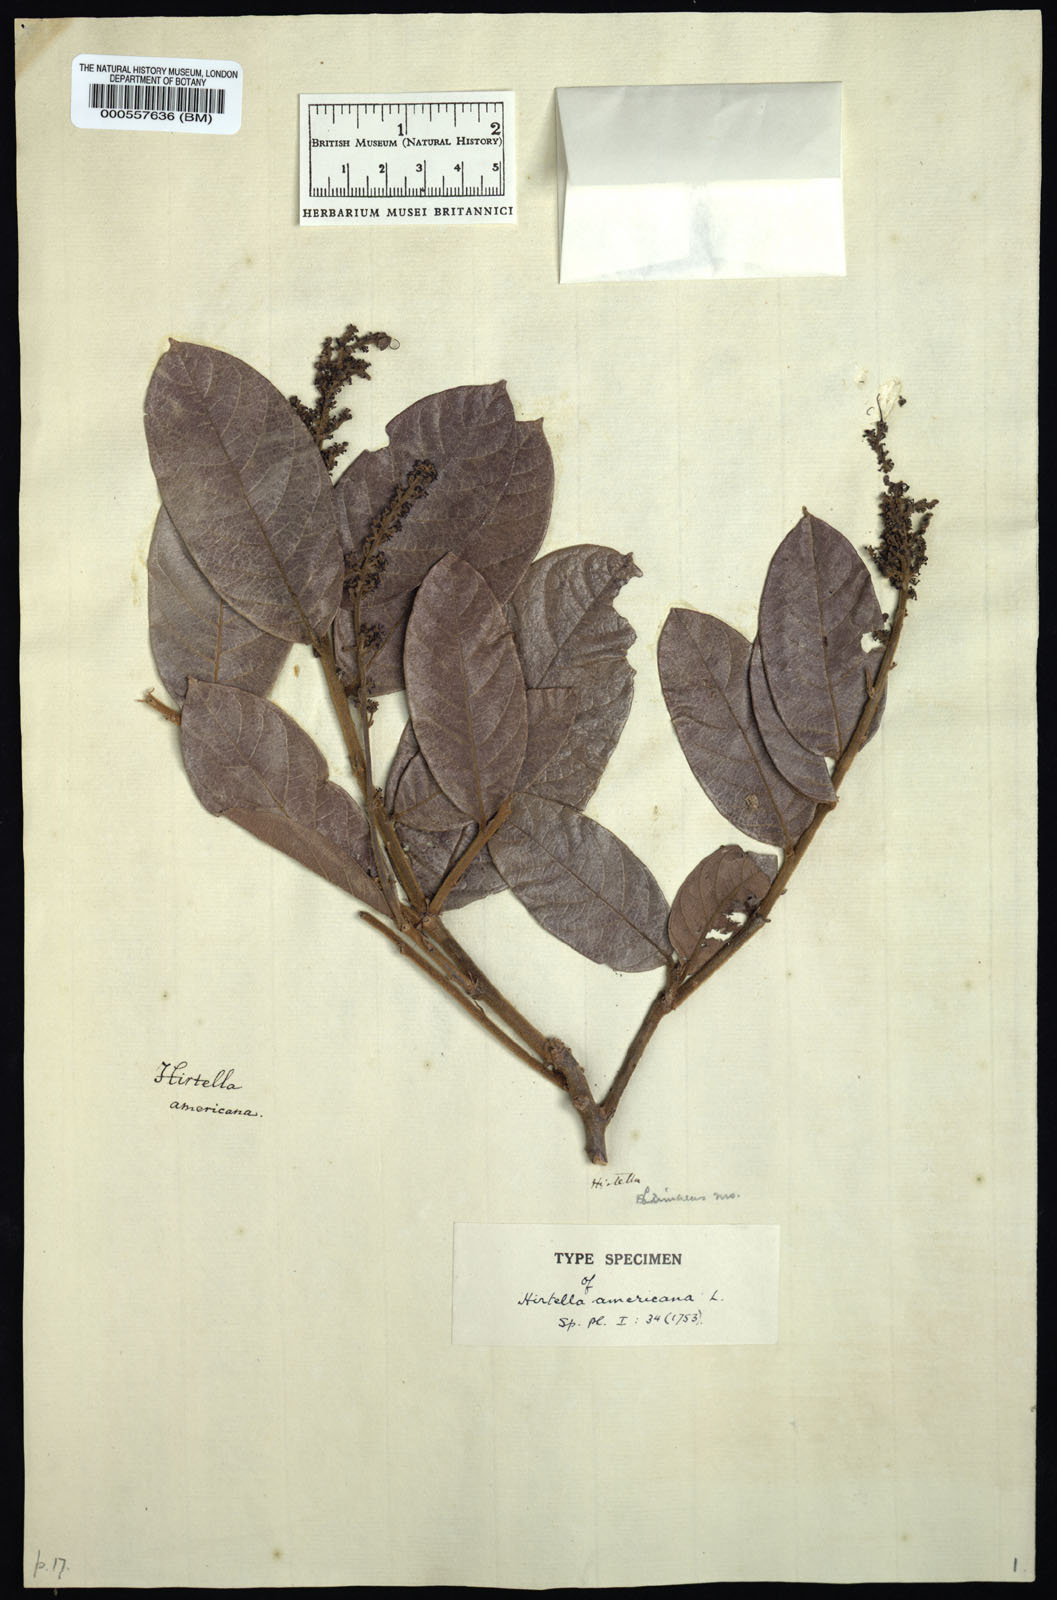 THE NATURAL HISTORY MUSEUM, LONDON
DEPARTMENT OF BOTANY
000557636 (BM)
1 2
BRITISH MUSEUM (NATURAL HISTORY)
1 2 3 4 5
HERBARIUM MUSEI BRITANNICI
Hirtella
americana.
Hirtella
Linnaeus ms.
TYPE SPECIMEN
of
Hirtella americana L.
Sp. Pl. I : 34 (1753).
p. 17.
1.